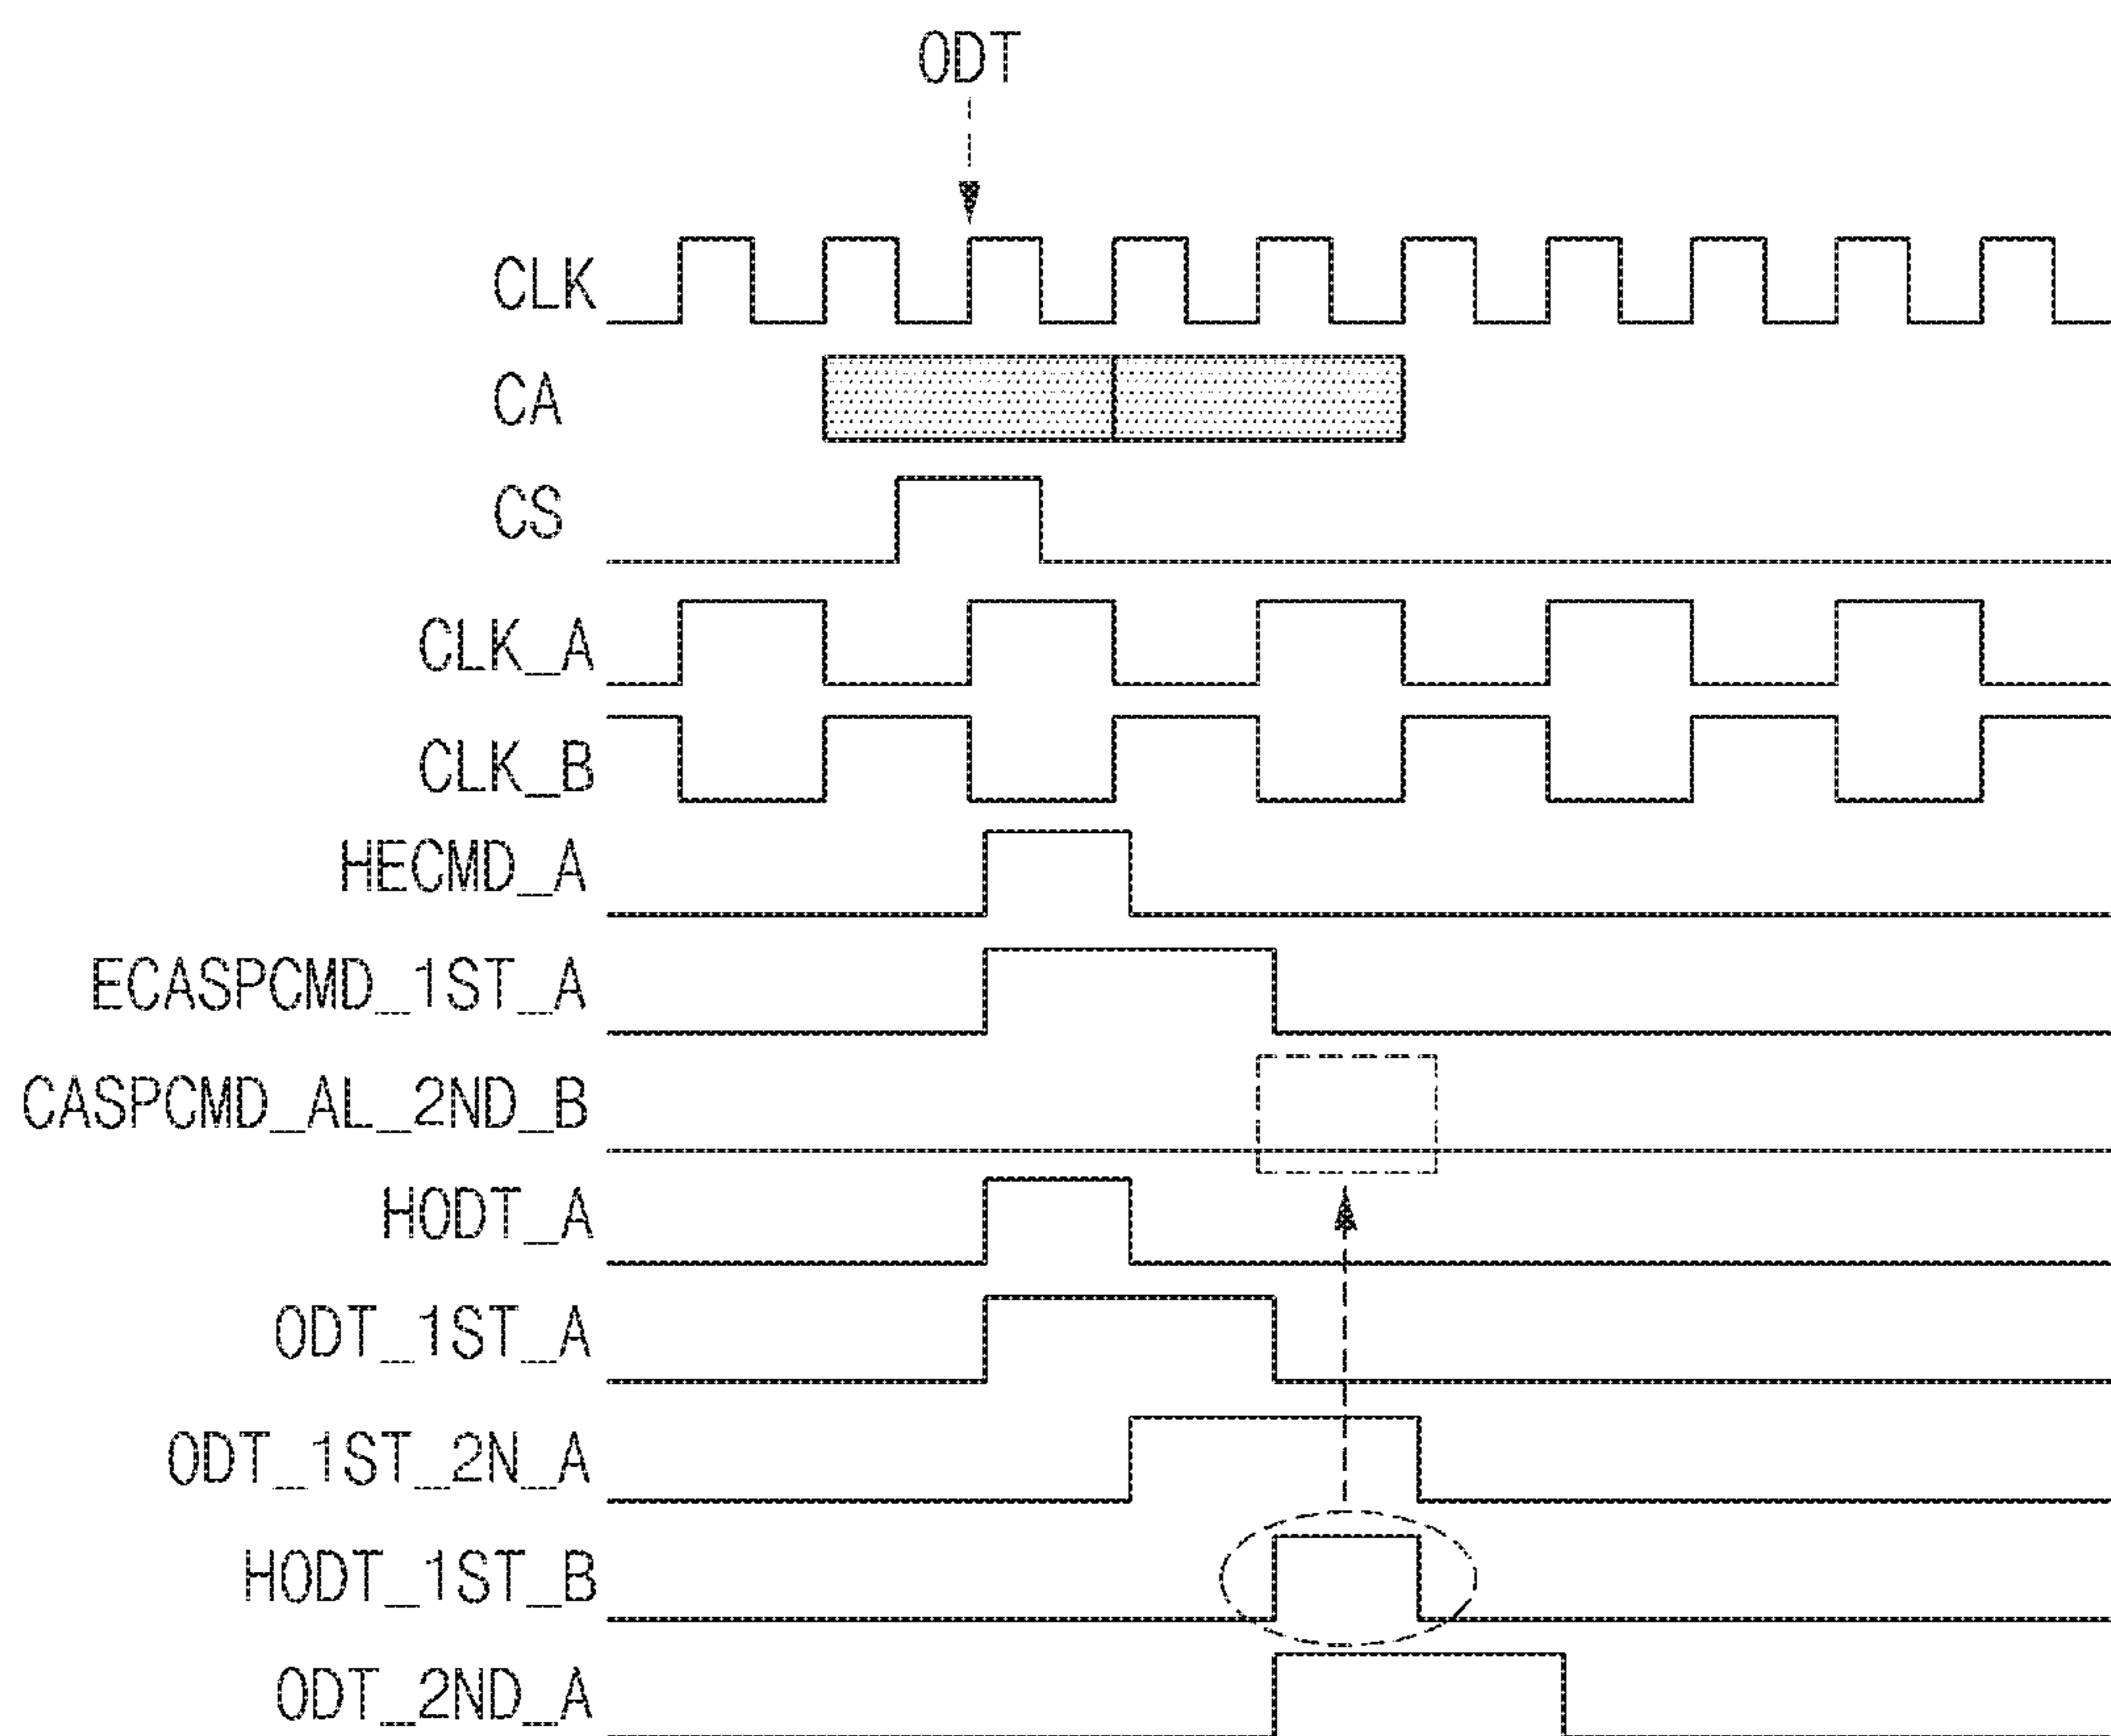 ODT
CLK
CA
CS
CLK_A
CLK_B
HECMD_A
ECASPCMD_1ST_A
CASPCMD_AL_2ND_B
HODT_A
ODT_1ST_A
ODT_1ST_2N_A
HODT_1ST_B
ODT_2ND_A